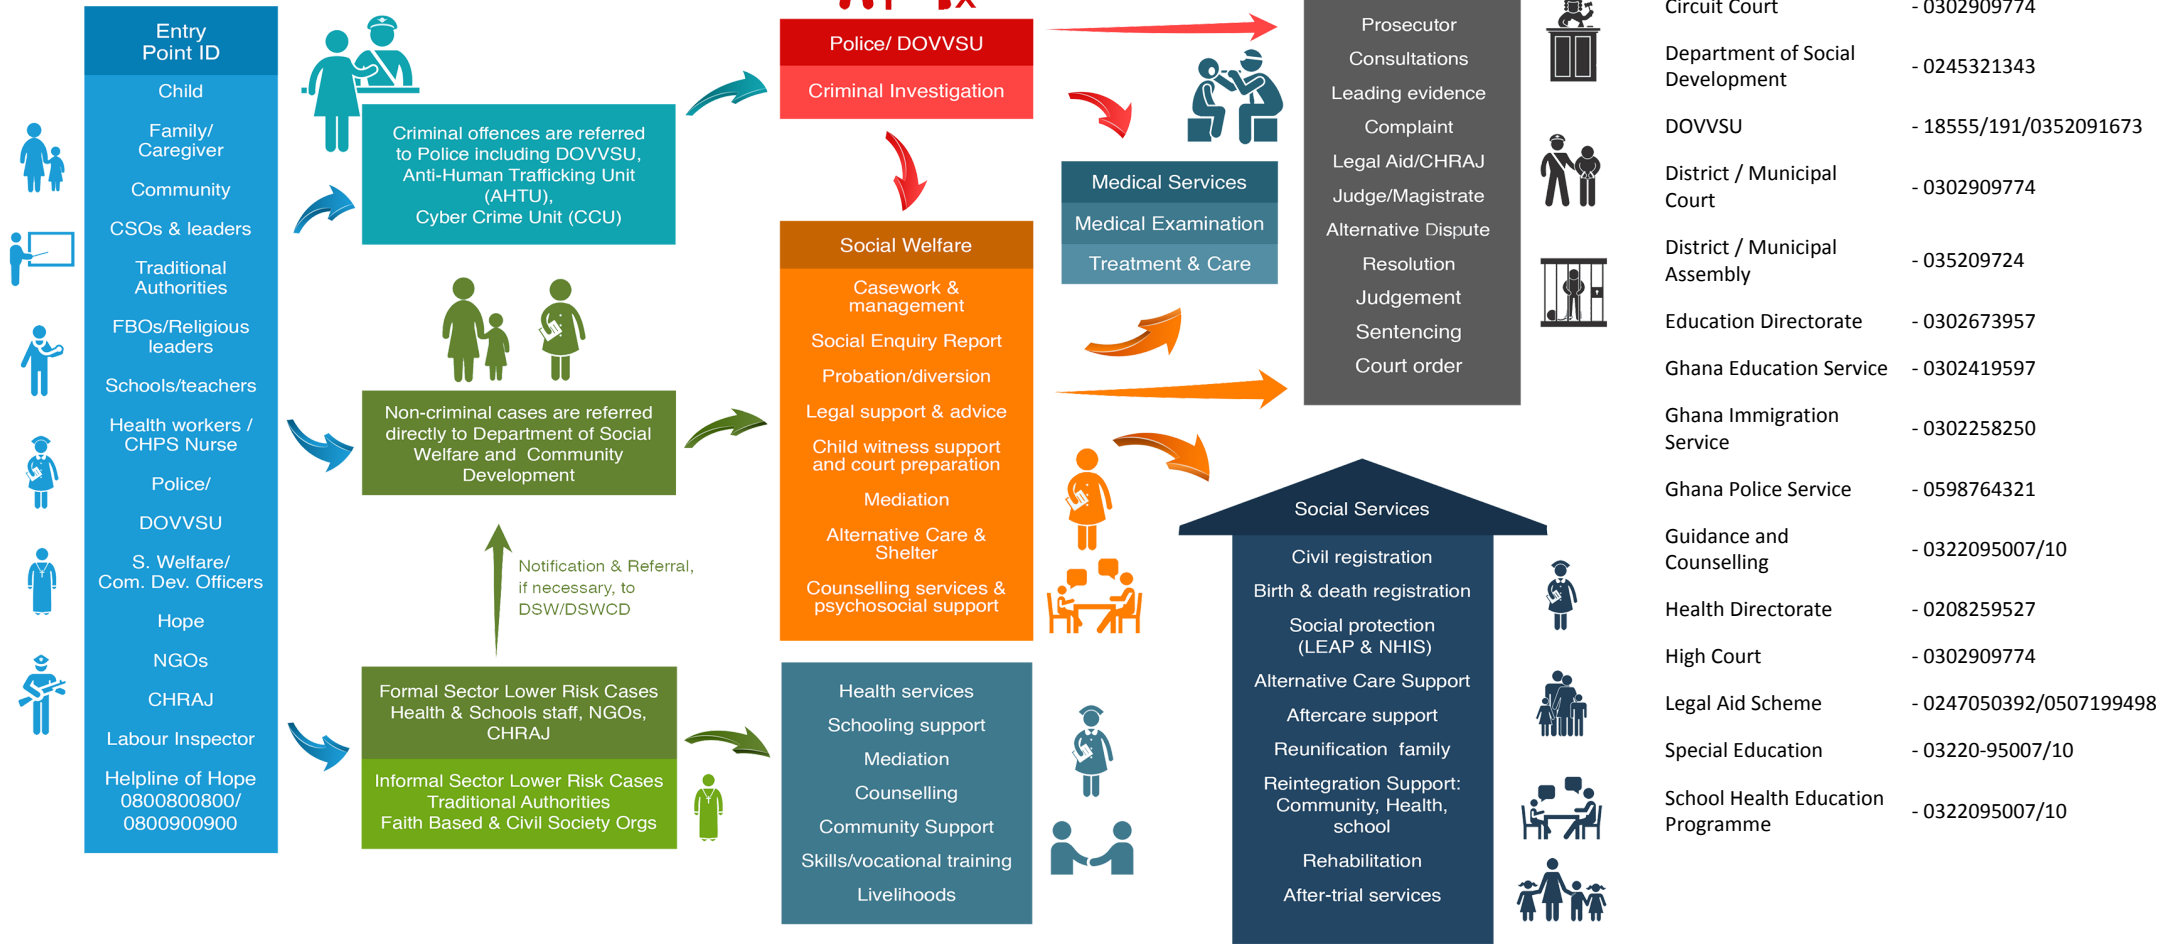 Entry
Point ID
Child
Family/
Caregiver
Community
CSOs & leaders
Traditional
Authorities
FBOs/Religious
leaders
Schools/teachers
Health workers /
CHPS Nurse
Police/
DOVVSU
S. Welfare/
Com. Dev. Officers
Hope
NGOs
CHRAJ
Labour Inspector
Helpline of Hope
0800800800/
0800900900
Criminal offences are referred
to Police including DOVVSU,
Anti-Human Trafficking Unit
(AHTU),
Cyber Crime Unit (CCU)
Non-criminal cases are referred
directly to Department of Social
Welfare and Community
Development
Notification & Referral,
if necessary, to
DSW/DSWCD
Formal Sector Lower Risk Cases
Health & Schools staff, NGOs,
CHRAJ
Informal Sector Lower Risk Cases
Traditional Authorities
Faith Based & Civil Society Orgs
Police/ DOVVSU
Criminal Investigation
Social Welfare
Casework &
management
Social Enquiry Report
Probation/diversion
Legal support & advice
Child witness support
and court preparation
Mediation
Alternative Care &
Shelter
Counselling services &
psychosocial support
Health services
Schooling support
Mediation
Counselling
Community Support
Skills/vocational training
Livelihoods
Medical Services
Medical Examination
Treatment & Care
Prosecutor
Consultations
Leading evidence
Complaint
Legal Aid/CHRAJ
Judge/Magistrate
Alternative Dispute
Resolution
Judgement
Sentencing
Court order
Social Services
Civil registration
Birth & death registration
Social protection
(LEAP & NHIS)
Alternative Care Support
Aftercare support
Reunification family
Reintegration Support:
Community, Health,
school
Rehabilitation
After-trial services
Circuit Court - 0302909774
Department of Social
Development - 0245321343
DOVVSU - 18555/191/0352091673
District / Municipal
Court - 0302909774
District / Municipal
Assembly - 035209724
Education Directorate - 0302673957
Ghana Education Service - 0302419597
Ghana Immigration
Service - 0302258250
Ghana Police Service - 0598764321
Guidance and
Counselling - 0322095007/10
Health Directorate - 0208259527
High Court - 0302909774
Legal Aid Scheme - 0247050392/0507199498
Special Education - 03220-95007/10
School Health Education
Programme - 0322095007/10